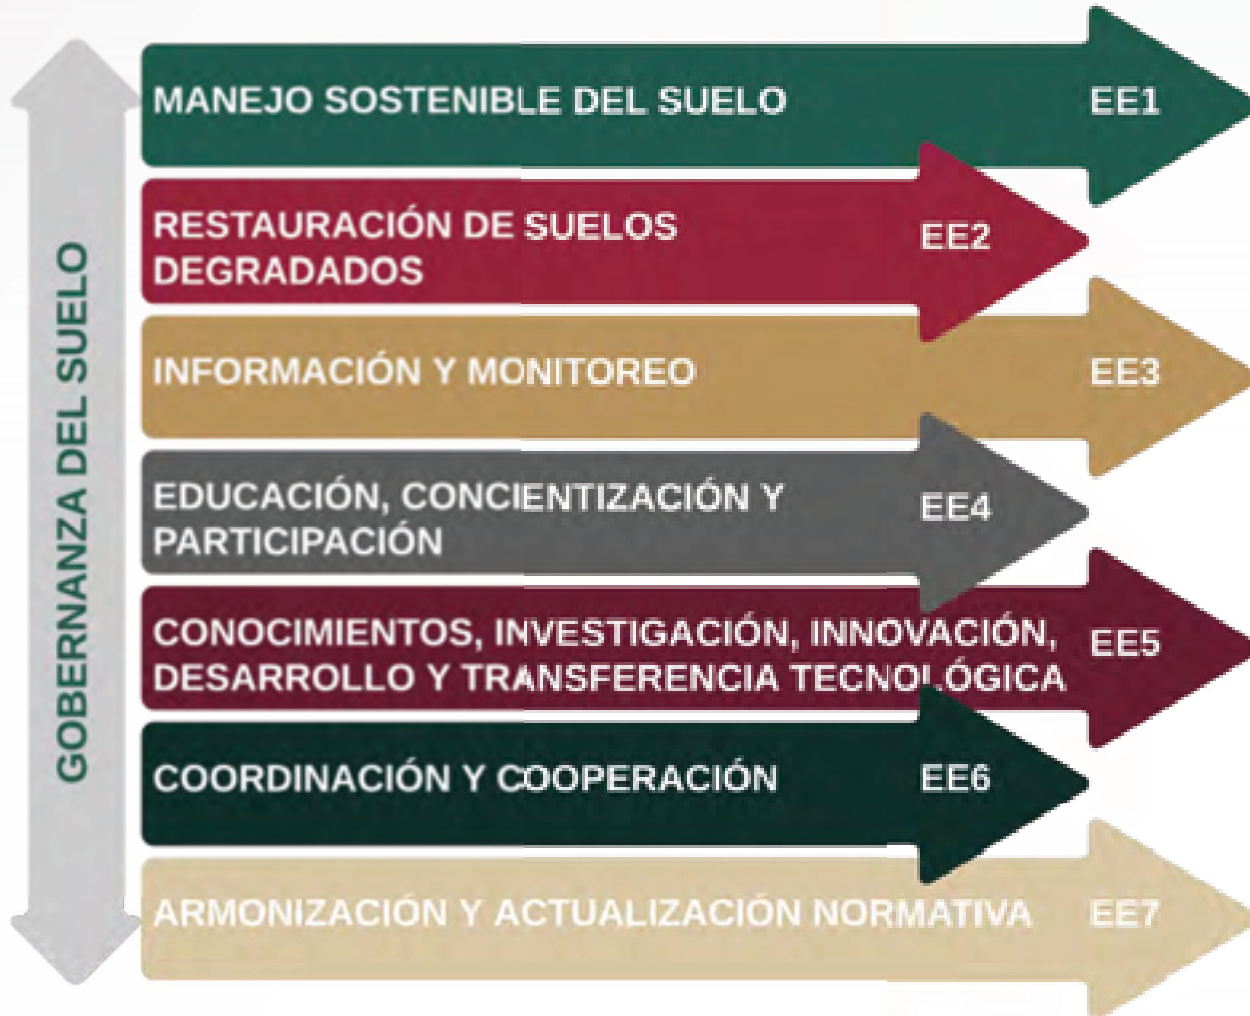 GOBERNANZA DEL SUELO
MANEJO SOSTENIBLE DEL SUELO
EE1
RESTAURACIÓN DE SUELOS
DEGRADADOS
EE2
INFORMACIÓN Y MONITOREO
EE3
EDUCACIÓN, CONCIENTIZACIÓN Y
PARTICIPACIÓN
EE4
CONOCIMIENTOS, INVESTIGACIÓN, INNOVACIÓN,
DESARROLLO Y TRANSFERENCIA TECNOLÓGICA
EE5
COORDINACIÓN Y COOPERACIÓN
EE6
ARMONIZACIÓN Y ACTUALIZACIÓN NORMATIVA
EE7